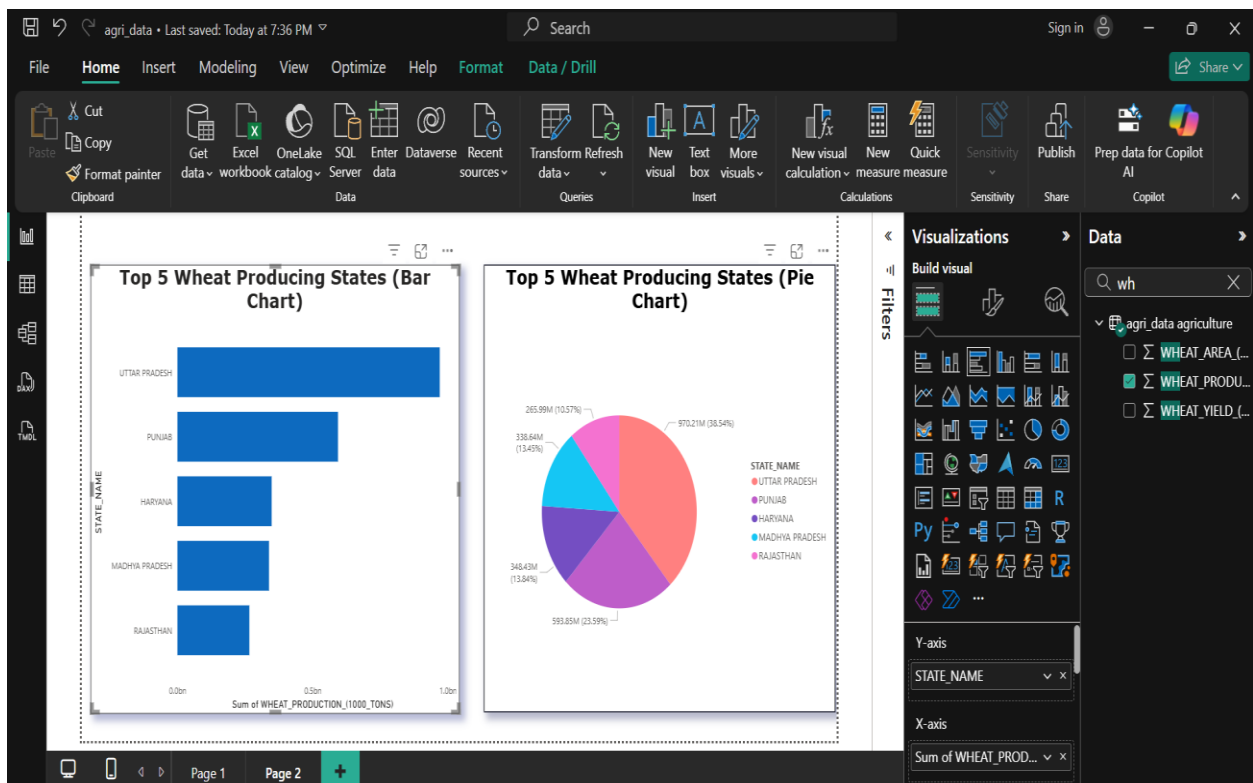 agri_data • Last saved: Today at 7:36 PM
Search
Sign in
File Home Insert Modeling View Optimize Help Format Data / Drill
Share
Paste
Cut
Copy
Format painter
Clipboard
Get data
Excel workbook
OneLake catalog
SQL Server
Enter data
Dataverse
Recent sources
Data
Transform data
Refresh
Queries
New visual
Text box
More visuals
Insert
New visual calculation
New measure
Quick measure
Calculations
Sensitivity
Sensitivity
Publish
Share
Prep data for AI
Copilot
Copilot
DAX
TMDL
Top 5 Wheat Producing States (Bar
Chart)
STATE_NAME
UTTAR PRADESH
PUNJAB
HARYANA
MADHYA PRADESH
RAJASTHAN
0.0bn 0.5bn 1.0bn
Sum of WHEAT_PRODUCTION_(1000_TONS)
Top 5 Wheat Producing States (Pie
Chart)
265.99M (10.57%)
970.21M (38.54%)
338.64M
(13.45%)
348.43M
(13.84%)
593.85M (23.59%)
STATE_NAME
UTTAR PRADESH
PUNJAB
HARYANA
MADHYA PRADESH
RAJASTHAN
Filters
Visualizations
Build visual
123
R
Py
123
Y-axis
STATE_NAME
X-axis
Sum of WHEAT_PROD...
Data
wh
agri_data agriculture
WHEAT_AREA_(...
WHEAT_PRODU...
WHEAT_YIELD_(...
Page 1 Page 2 +